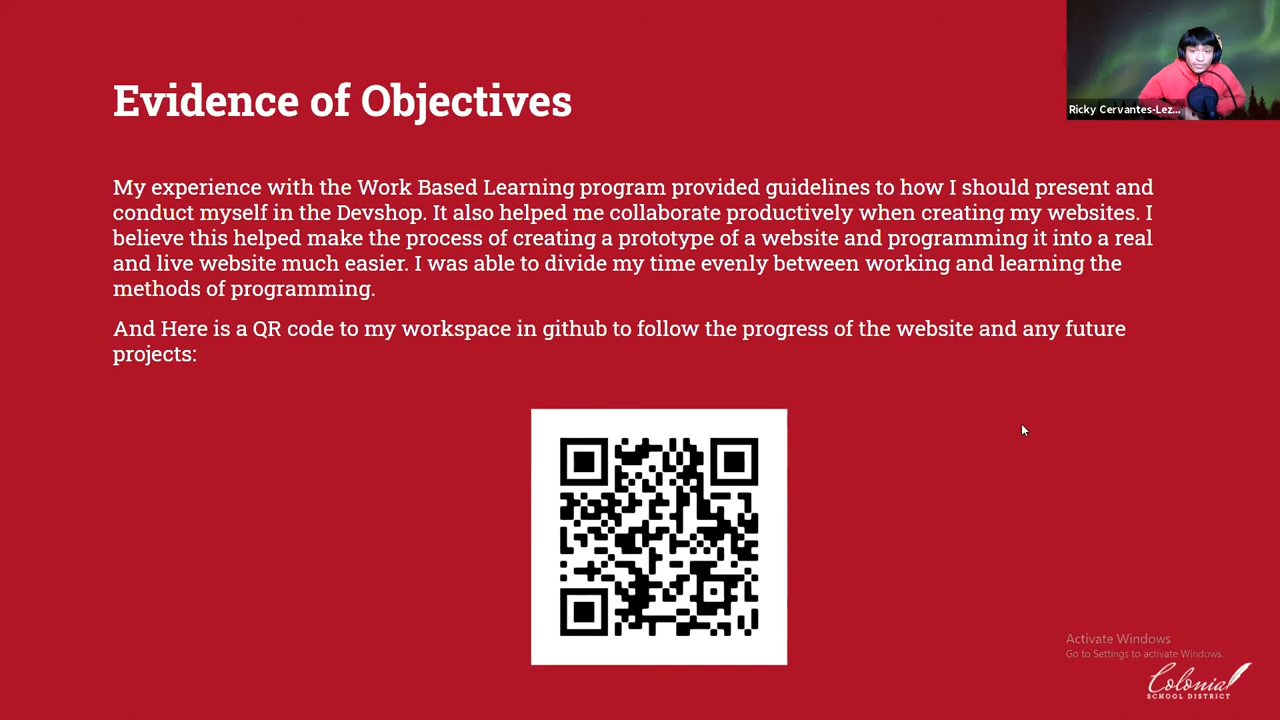 Evidence of Objectives
Ricky Cervantes-Lez...
My experience with the Work Based Learning program provided guidelines to how I should present and
conduct myself in the Devshop. It also helped me collaborate productively when creating my websites. I
believe this helped make the process of creating a prototype of a website and programming it into a real
and live website much easier. I was able to divide my time evenly between working and learning the
methods of programming.
And Here is a QR code to my workspace in github to follow the progress of the website and any future
projects:
Activate Windows
Go to Settings to activate Windows.
Colonial
SCHOOL DISTRICT